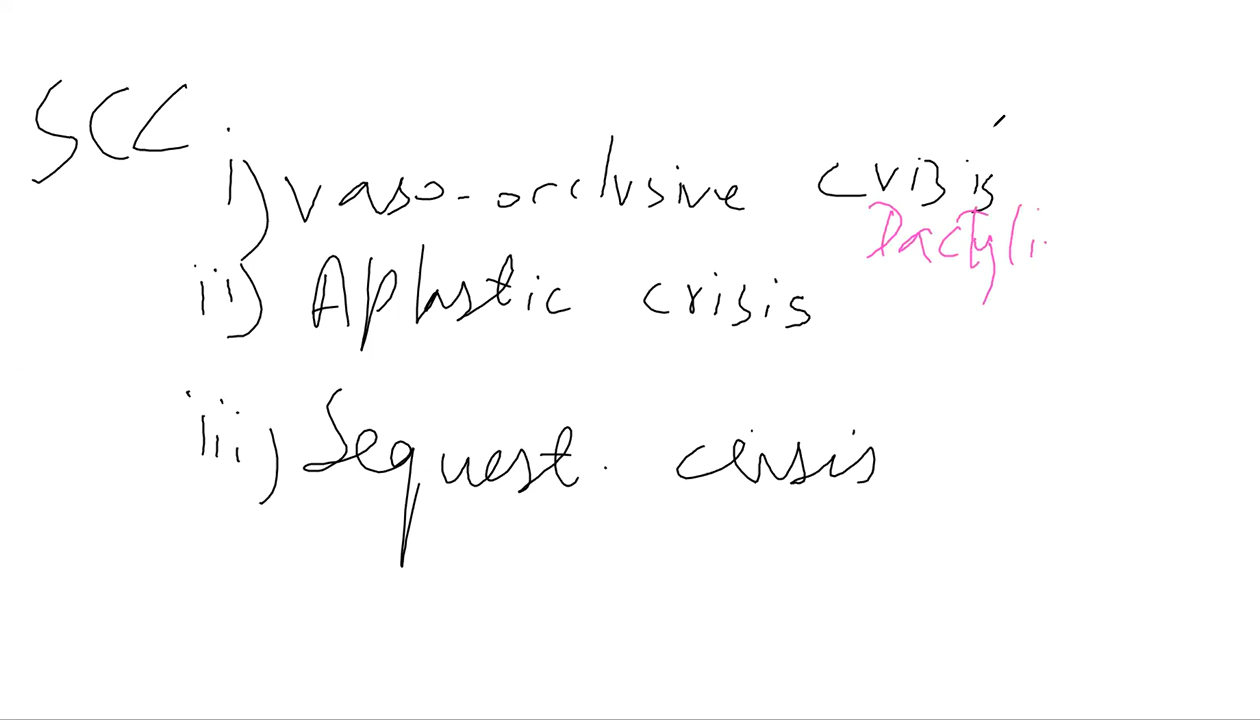 SCC
i) vaso-occlusive crisis
Dactyli
ii) Aplastic crisis
iii) Sequest. crisis